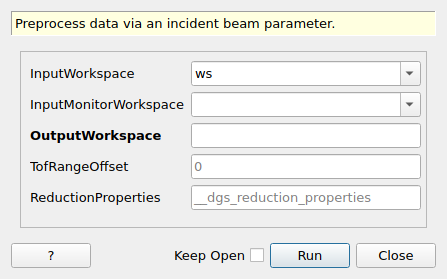 Preprocess data via an incident beam parameter.
InputWorkspace ws
InputMonitorWorkspace
OutputWorkspace
TofRangeOffset 0
ReductionProperties __dgs_reduction_properties
? Keep Open Run Close